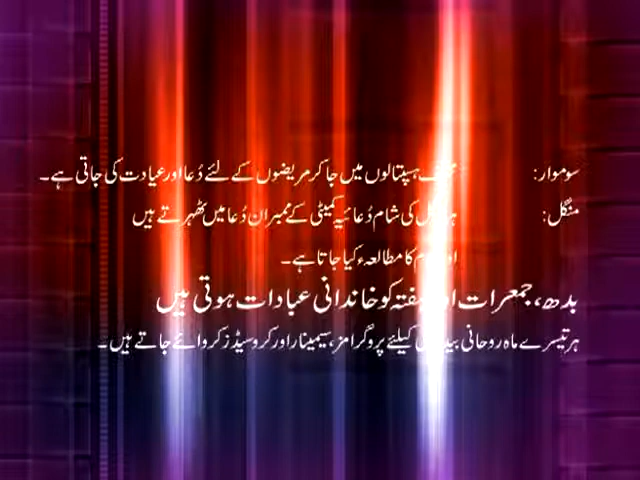 سوموار: ہسپتالوں میں جا کر مریضوں کے لئے دُعا اور عیادت کی جاتی ہے۔
منگل: کی شام دُعائیہ کمیٹی کے ممبران دُعا میں ٹھہرتے ہیں
کا مطالعہ کیا جاتا ہے۔
بدھ، جمعرات اور ہفتہ کو خاندانی عبادات ہوتی ہیں
ہر تیسرے ماہ روحانی کیلئے پروگرامز، سیمینار اور کروسیڈز کروائے جاتے ہیں۔